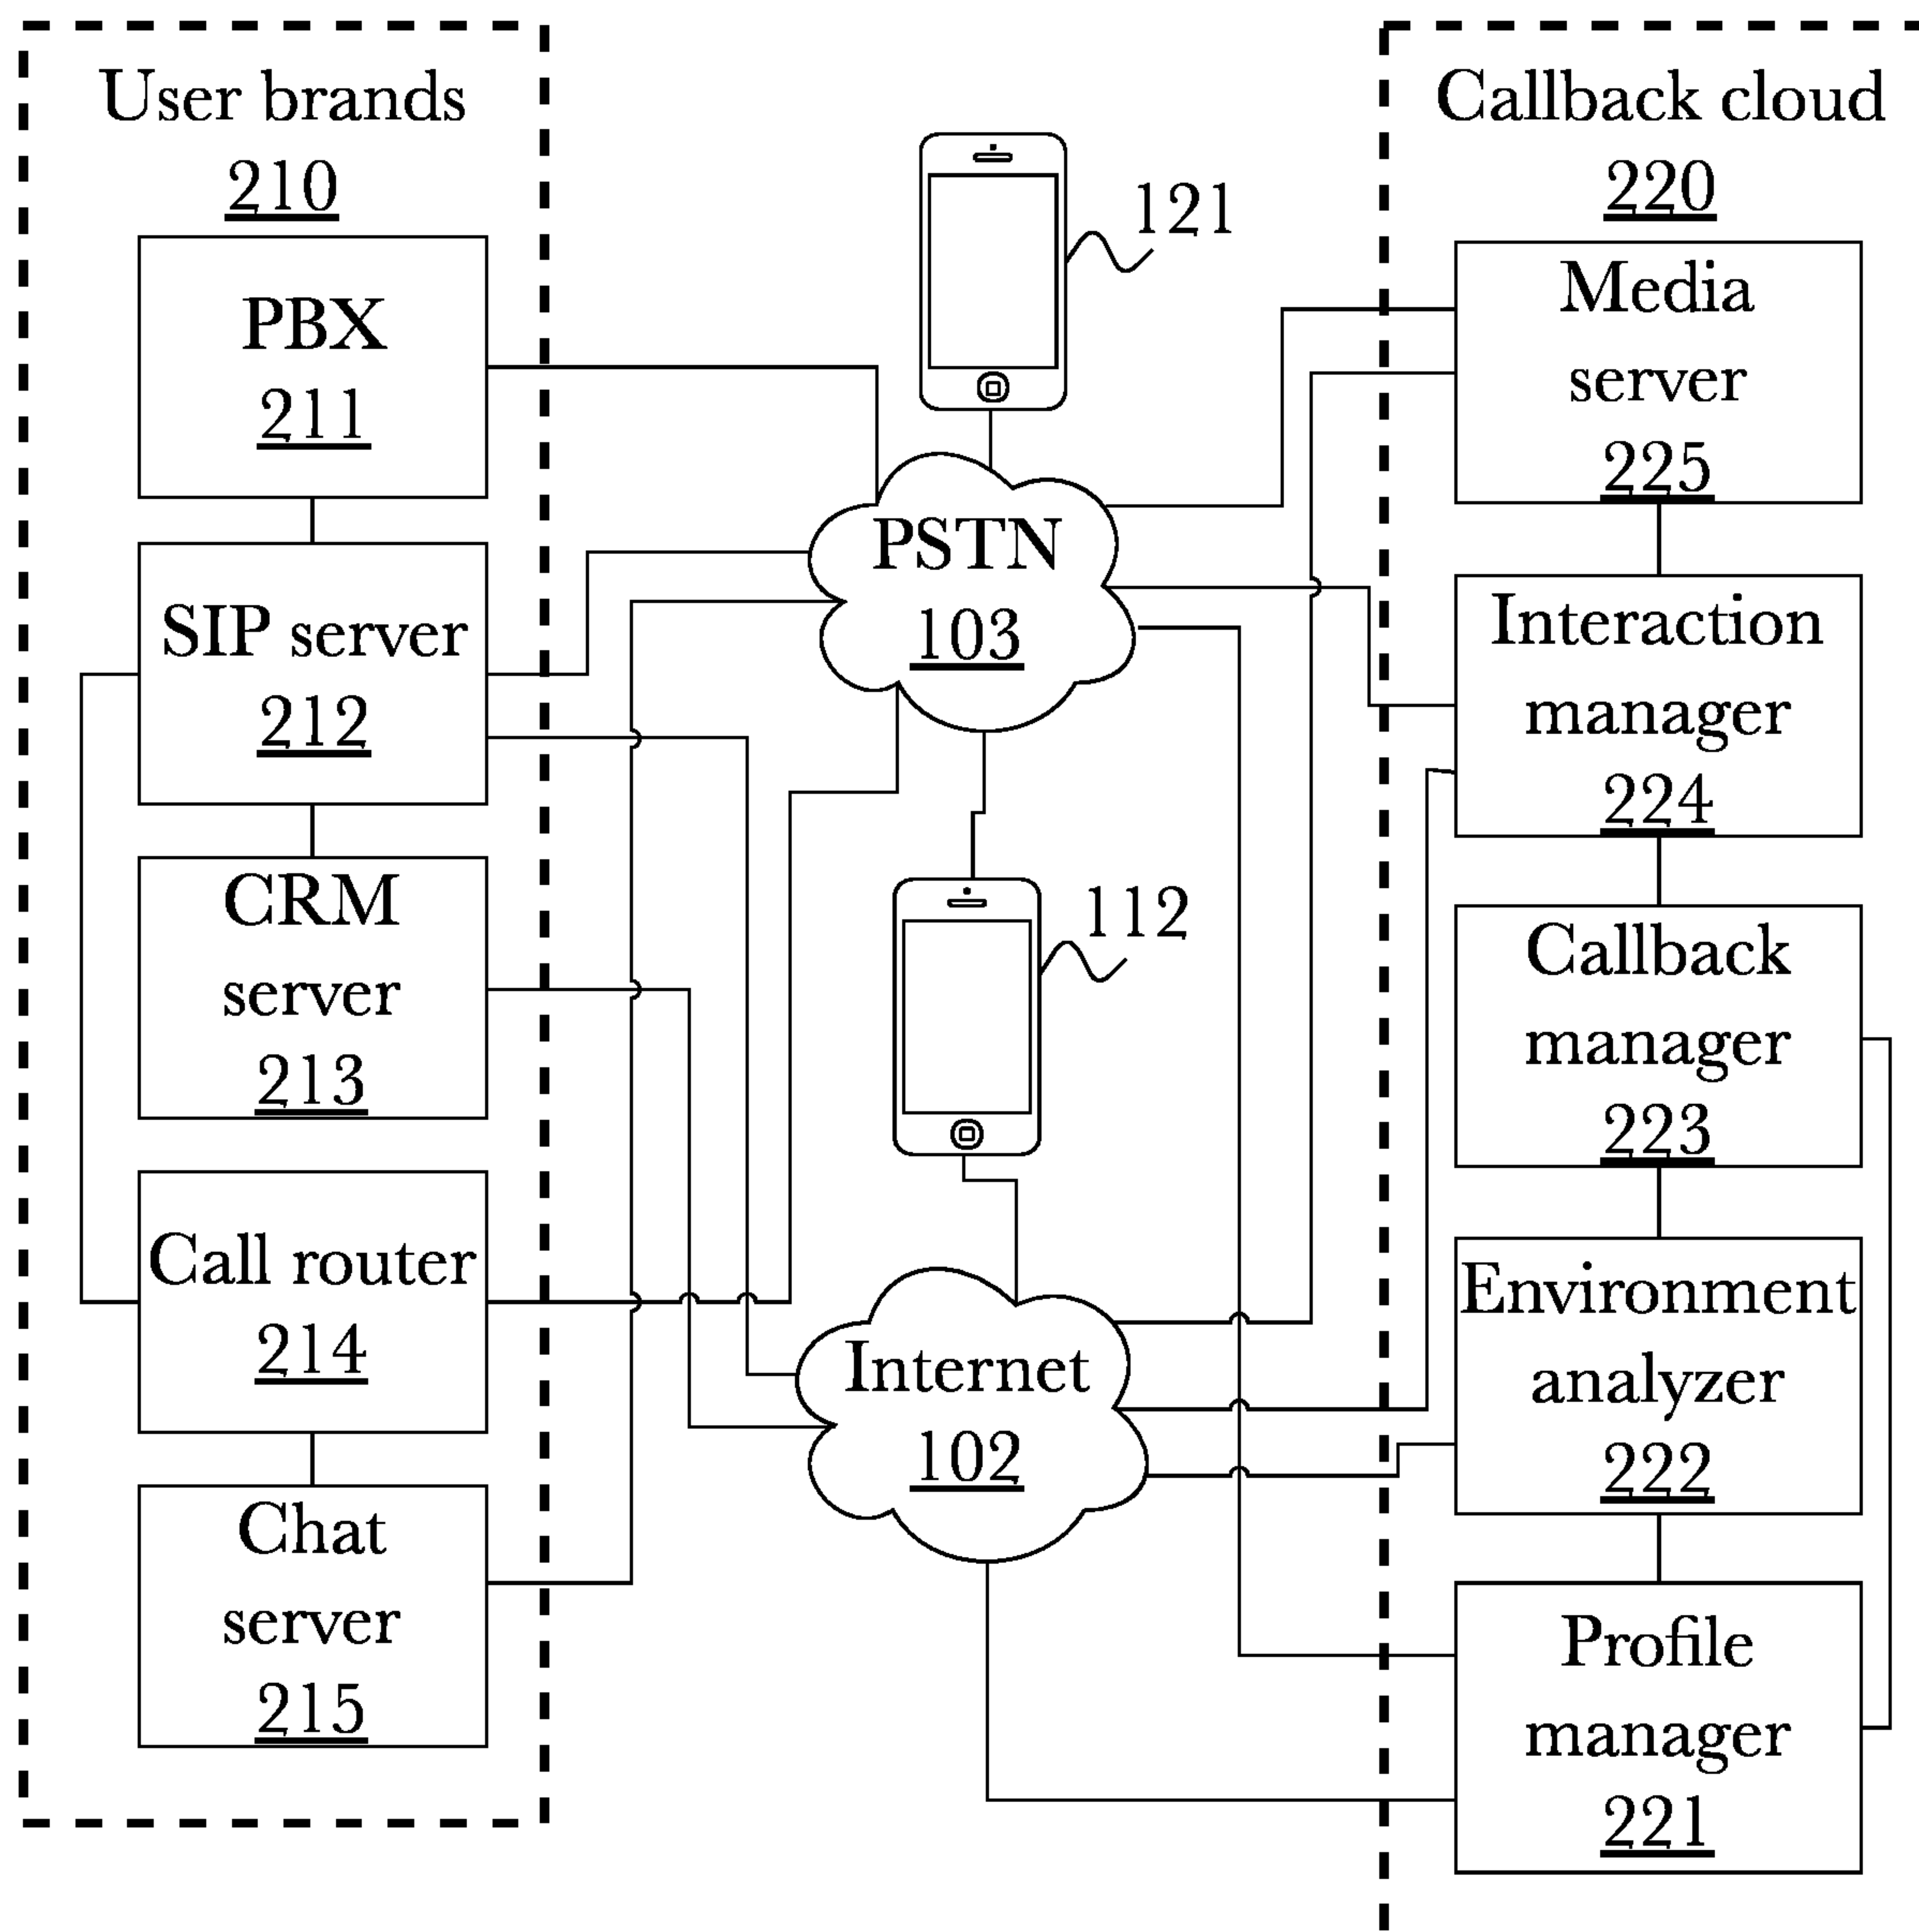 User brands
210
PBX
211
SIP server
212
CRM
server
213
Call router
214
Chat
server
215
121
PSTN
103
112
Internet
102
Callback cloud
220
Media
server
225
Interaction
manager
224
Callback
manager
223
Environment
analyzer
222
Profile
manager
221